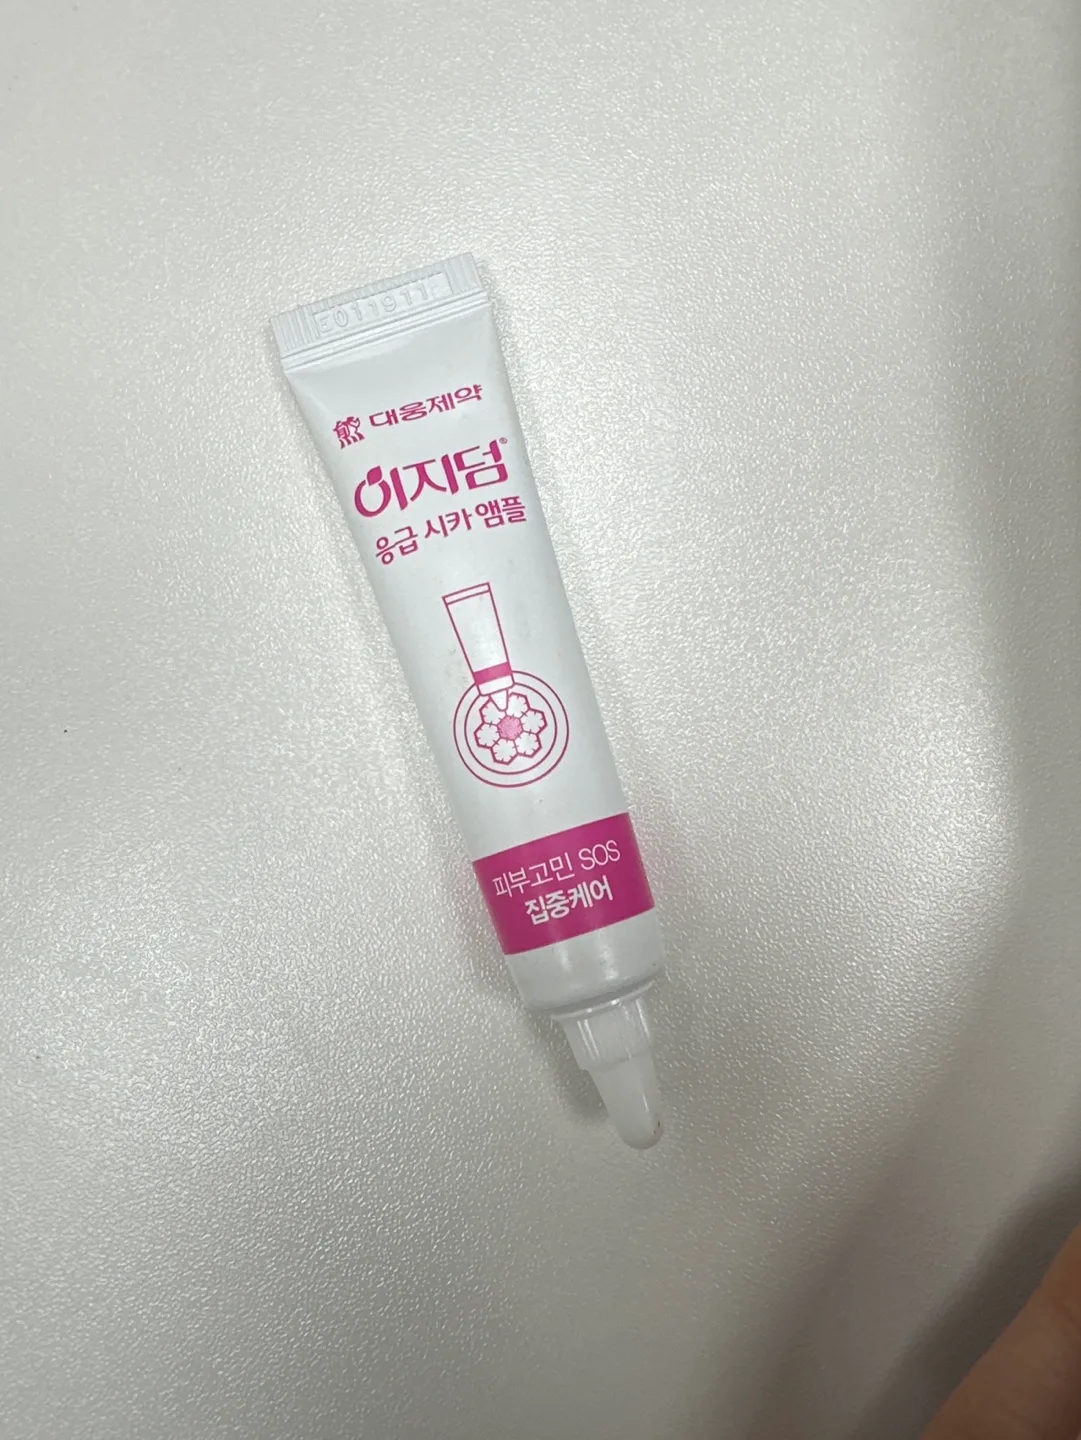 E011911
대웅제약
이지덤®
응급 시카 앰플
피부고민 SOS
집중케어